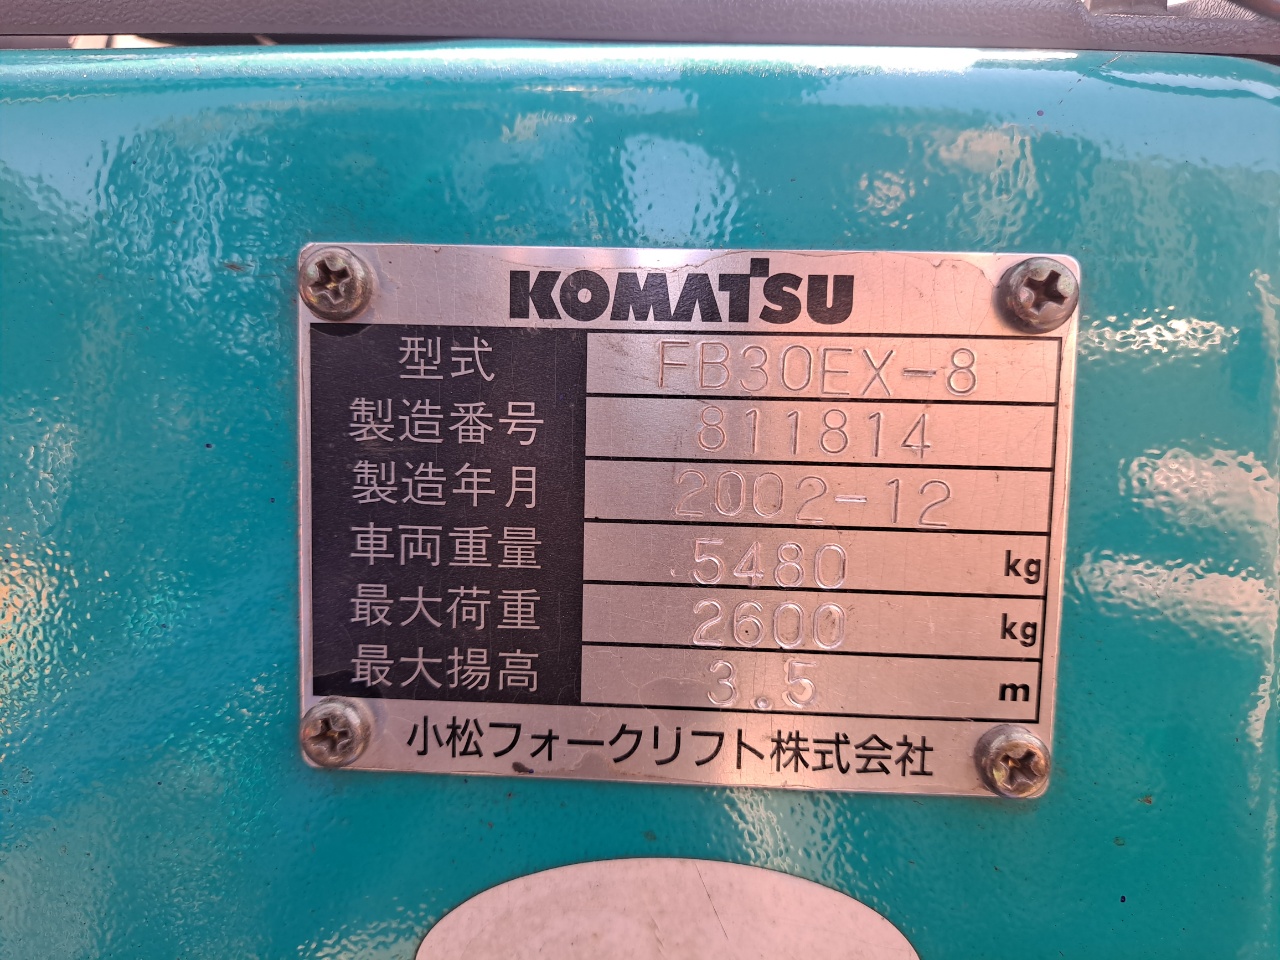 KOMATSU
型式 FB30EX-8
製造番号 811814
製造年月 2002-12
車両重量 5480 kg
最大荷重 2600 kg
最大揚高 3.5 m
小松フォークリフト株式会社